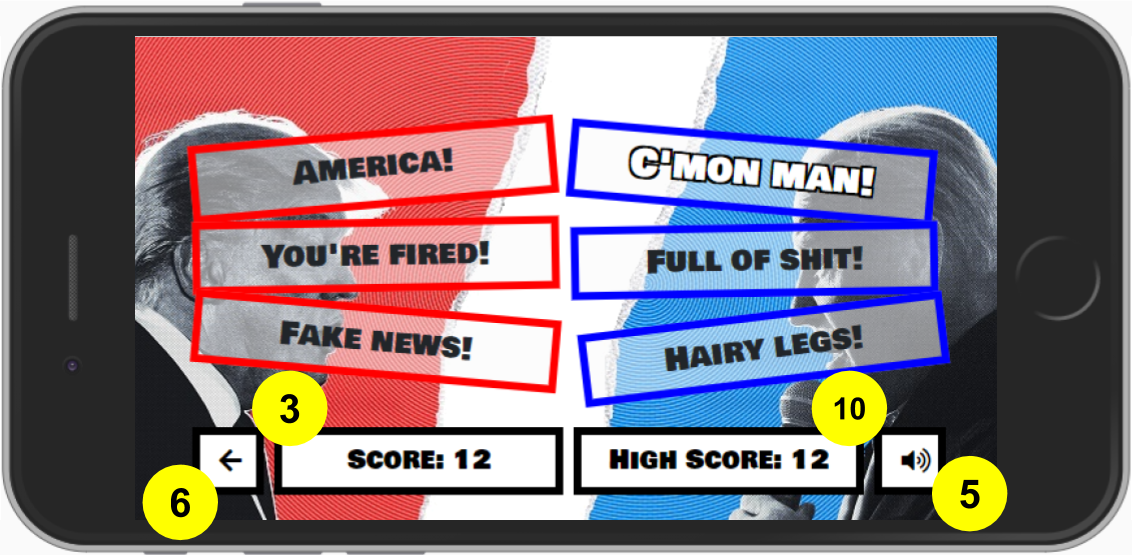 America!
C'mon man!
You're fired!
Full of shit!
Fake news!
Hairy legs!
3
10
Score: 12
High Score: 12
6
5